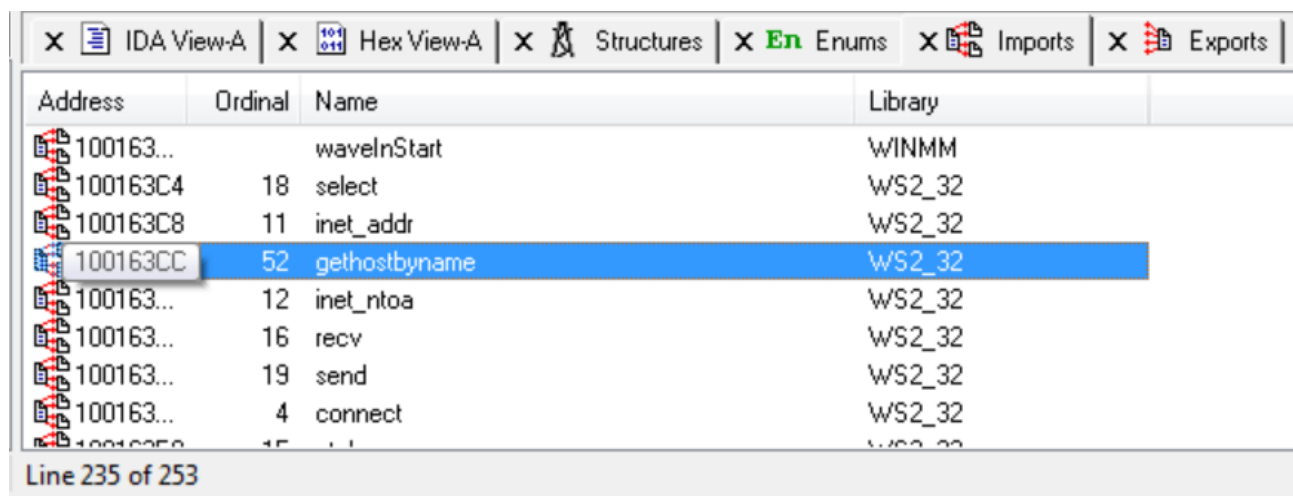 X IDA View-A X Hex View-A X Structures X En Enums X Imports X Exports
Address Ordinal Name Library
100163... waveInStart WINMM
100163C4 18 select WS2_32
100163C8 11 inet_addr WS2_32
100163CC 52 gethostbyname WS2_32
100163... 12 inet_ntoa WS2_32
100163... 16 recv WS2_32
100163... 19 send WS2_32
100163... 4 connect WS2_32
Line 235 of 253